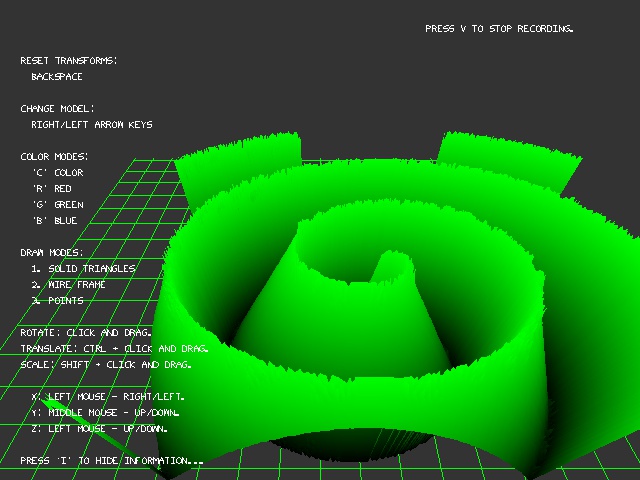 PRESS V TO STOP RECORDING.
RESET TRANSFORMS:
BACKSPACE
CHANGE MODEL:
RIGHT/LEFT ARROW KEYS
COLOR MODES:
'C' COLOR
'R' RED
'G' GREEN
'B' BLUE
DRAW MODES:
1. SOLID TRIANGLES
2. WIRE FRAME
3. POINTS
ROTATE: CLICK AND DRAG.
TRANSLATE: CTRL + CLICK AND DRAG.
SCALE: SHIFT + CLICK AND DRAG.
X: LEFT MOUSE - RIGHT/LEFT.
Y: MIDDLE MOUSE - UP/DOWN.
Z: LEFT MOUSE - UP/DOWN.
PRESS 'I' TO HIDE INFORMATION...